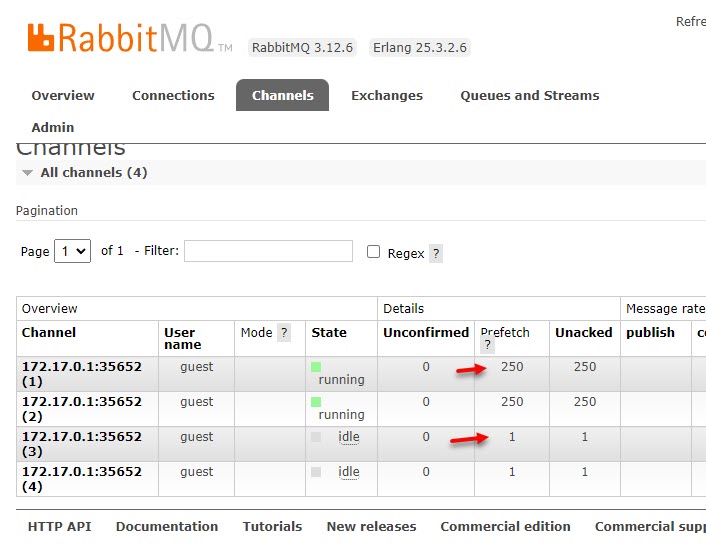 Refre
RabbitMQ TM RabbitMQ 3.12.6 Erlang 25.3.2.6
Overview Connections Channels Exchanges Queues and Streams
Admin
Channels
All channels (4)
Pagination
Page 1 of 1 - Filter: Regex ?
Overview Details Message rate
Channel User name Mode ? State Unconfirmed Prefetch ? Unacked publish c
172.17.0.1:35652 (1) guest running 0 250 250
172.17.0.1:35652 (2) guest running 0 250 250
172.17.0.1:35652 (3) guest idle 0 1 1
172.17.0.1:35652 (4) guest idle 0 1 1
HTTP API Documentation Tutorials New releases Commercial edition Commercial supp